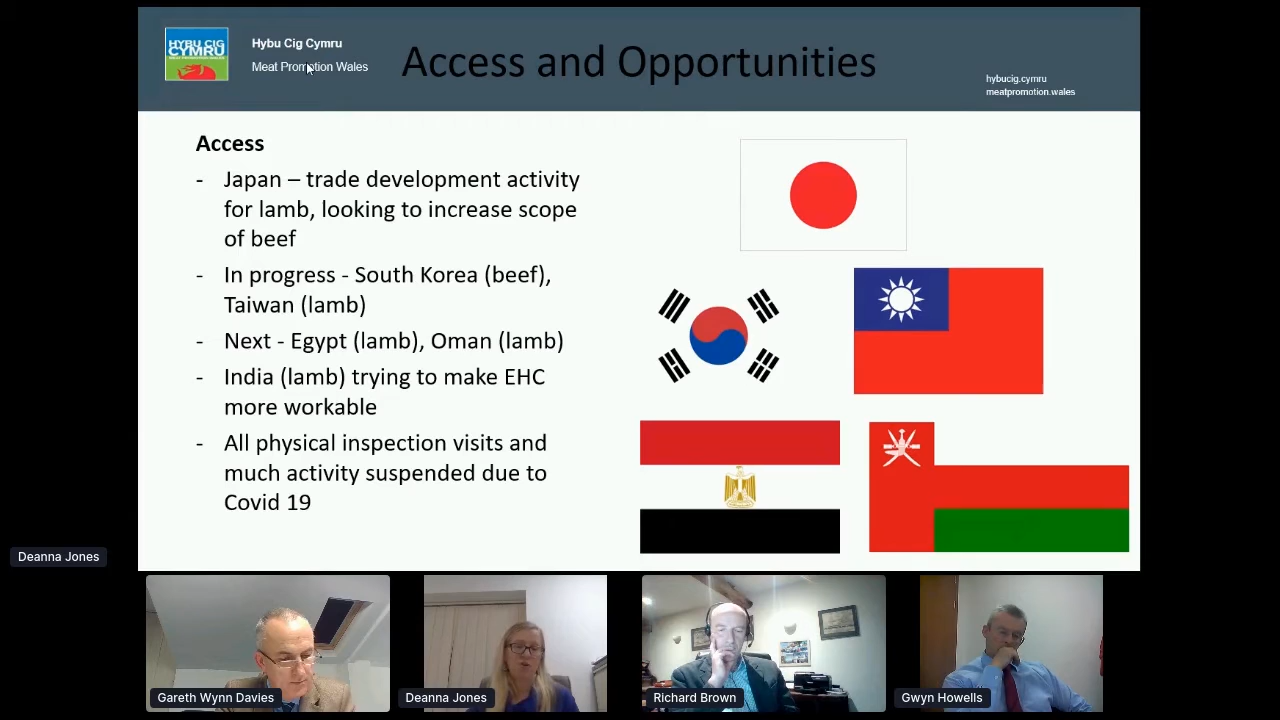 HYBU CIG
CYMRU
MEAT PROMOTION WALES
Hybu Cig Cymru
Meat Promotion Wales
Access and Opportunities
hybucig.cymru
meatpromotion.wales
Access
- Japan – trade development activity
for lamb, looking to increase scope
of beef
- In progress - South Korea (beef),
Taiwan (lamb)
- Next - Egypt (lamb), Oman (lamb)
- India (lamb) trying to make EHC
more workable
- All physical inspection visits and
much activity suspended due to
Covid 19
Deanna Jones
Gareth Wynn Davies
Deanna Jones
Richard Brown
Gwyn Howells